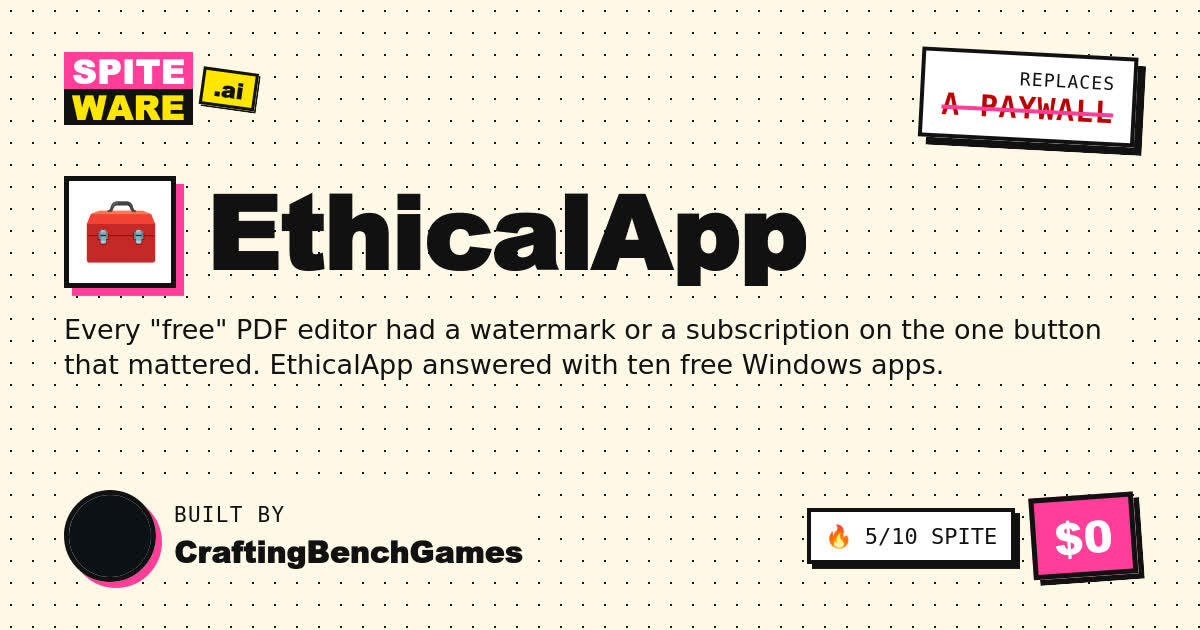 SPITE
WARE
.ai
REPLACES
A PAYWALL
EthicalApp
Every "free" PDF editor had a watermark or a subscription on the one button
that mattered. EthicalApp answered with ten free Windows apps.
BUILT BY
CraftingBenchGames
🔥 5/10 SPITE
$0